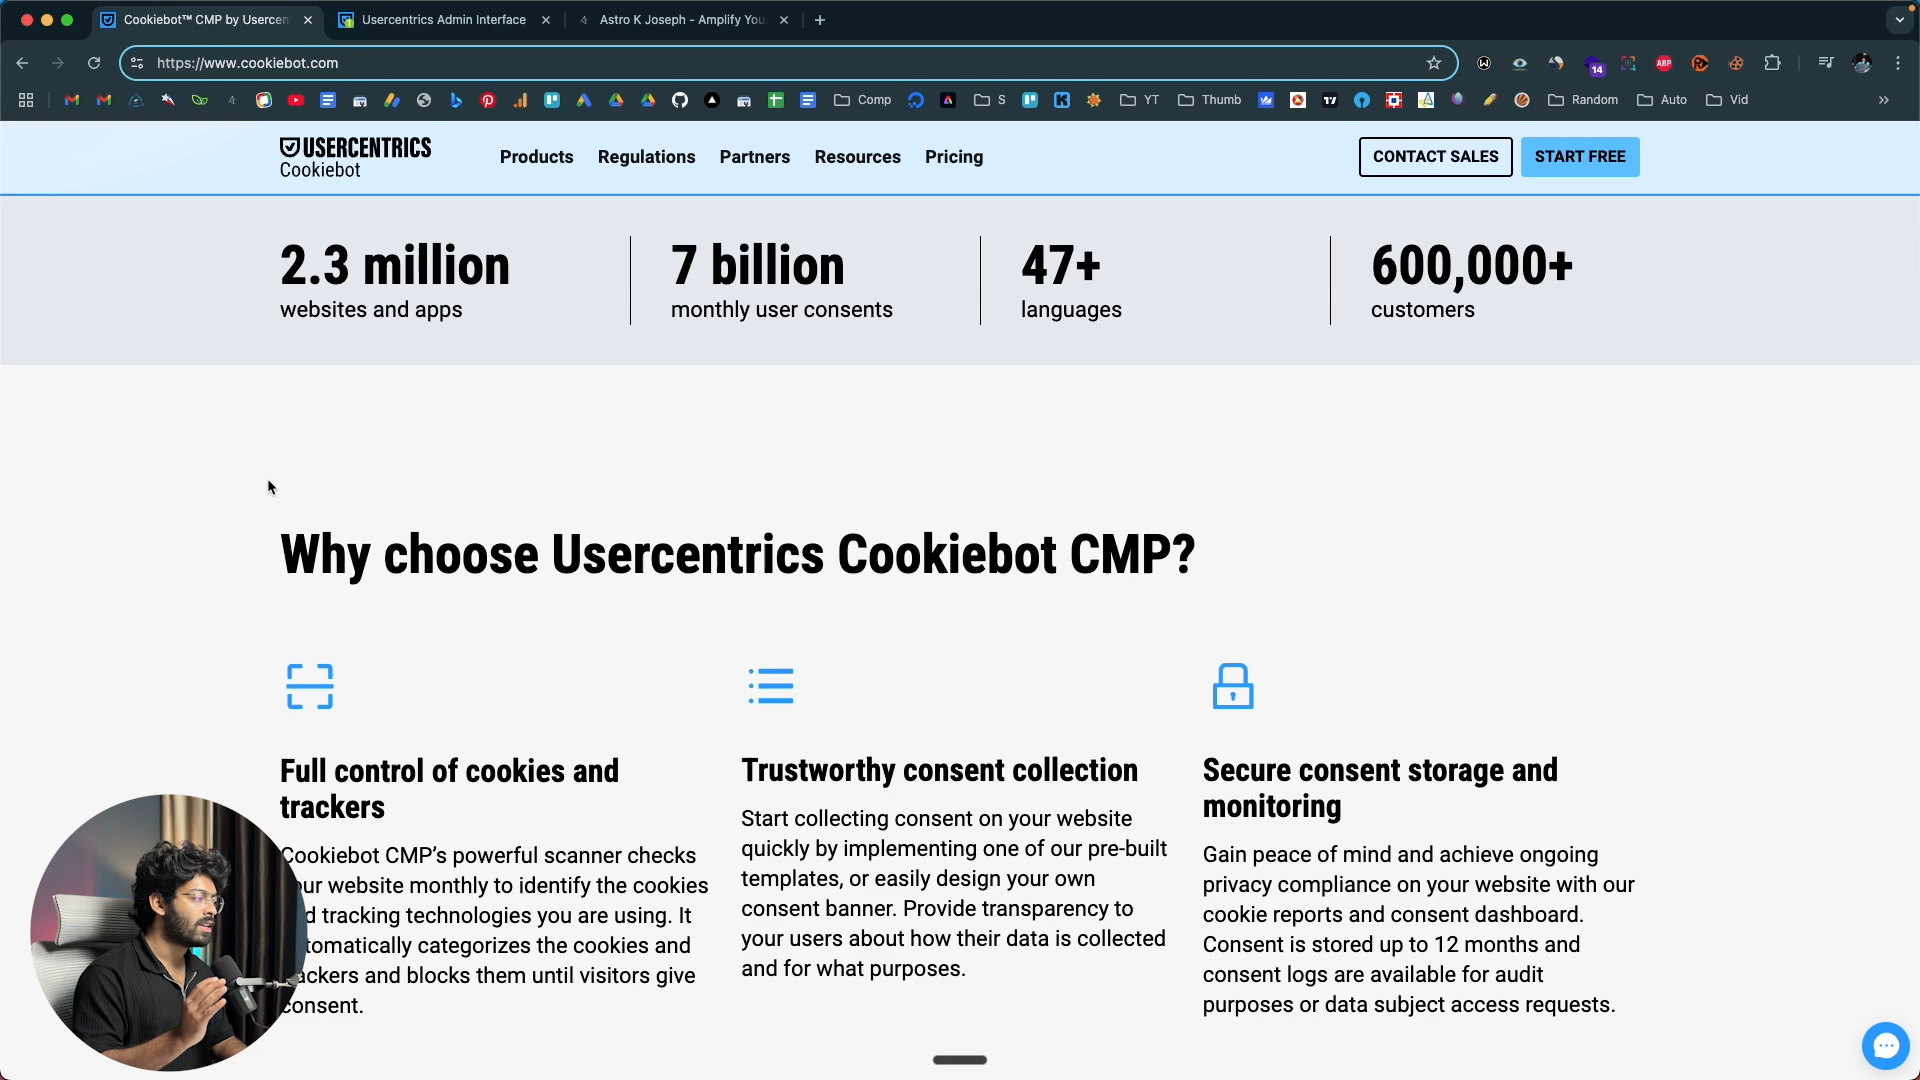 Cookiebot™ CMP by Usercen
Usercentrics Admin Interface
Astro K Joseph - Amplify You
https://www.cookiebot.com
14
ABP
Comp
S
YT
Thumb
Random
Auto
Vid
USERCENTRICS
Cookiebot
Products
Regulations
Partners
Resources
Pricing
CONTACT SALES
START FREE
2.3 million
websites and apps
7 billion
monthly user consents
47+
languages
600,000+
customers
Why choose Usercentrics Cookiebot CMP?
Full control of cookies and
trackers
Cookiebot CMP’s powerful scanner checks
our website monthly to identify the cookies
d tracking technologies you are using. It
tomatically categorizes the cookies and
ackers and blocks them until visitors give
consent.
Trustworthy consent collection
Start collecting consent on your website
quickly by implementing one of our pre-built
templates, or easily design your own
consent banner. Provide transparency to
your users about how their data is collected
and for what purposes.
Secure consent storage and
monitoring
Gain peace of mind and achieve ongoing
privacy compliance on your website with our
cookie reports and consent dashboard.
Consent is stored up to 12 months and
consent logs are available for audit
purposes or data subject access requests.